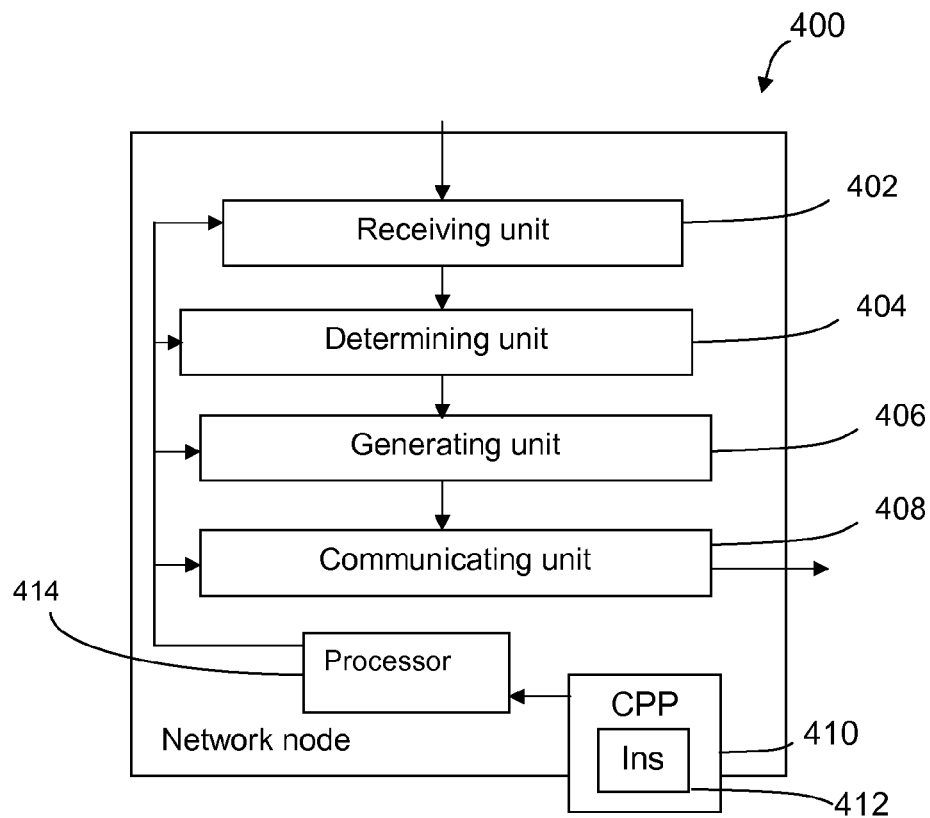 400
402
Receiving unit
404
Determining unit
406
Generating unit
408
Communicating unit
414
Processor
CPP
410
Network node
Ins
412